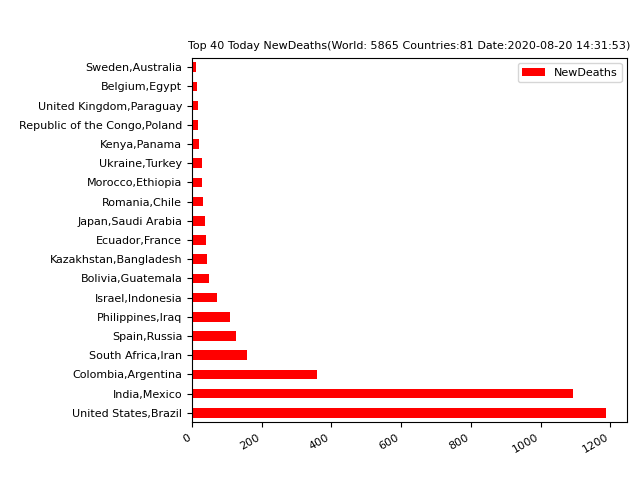 Top 40 Today NewDeaths(World: 5865 Countries:81 Date:2020-08-20 14:31:53)
NewDeaths
Sweden,Australia
Belgium,Egypt
United Kingdom,Paraguay
Republic of the Congo,Poland
Kenya,Panama
Ukraine,Turkey
Morocco,Ethiopia
Romania,Chile
Japan,Saudi Arabia
Ecuador,France
Kazakhstan,Bangladesh
Bolivia,Guatemala
Israel,Indonesia
Philippines,Iraq
Spain,Russia
South Africa,Iran
Colombia,Argentina
India,Mexico
United States,Brazil
0 200 400 600 800 1000 1200